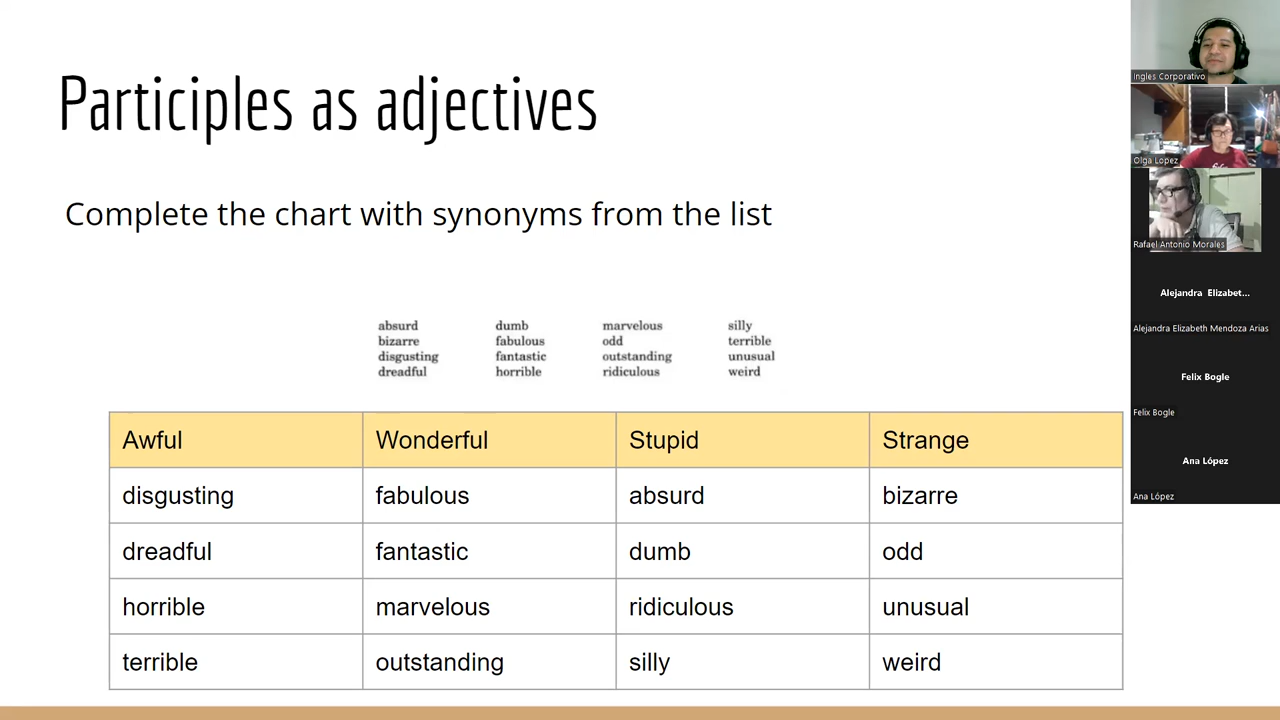 Participles as adjectives
Complete the chart with synonyms from the list
absurd dumb marvelous silly
bizarre fabulous odd terrible
disgusting fantastic outstanding unusual
dreadful horrible ridiculous weird
Awful Wonderful Stupid Strange
disgusting fabulous absurd bizarre
dreadful fantastic dumb odd
horrible marvelous ridiculous unusual
terrible outstanding silly weird
Ingles Corporativo
Olga Lopez
Rafael Antonio Morales
Alejandra Elizabet...
Alejandra Elizabeth Mendoza Arias
Felix Bogle
Felix Bogle
Ana López
Ana López